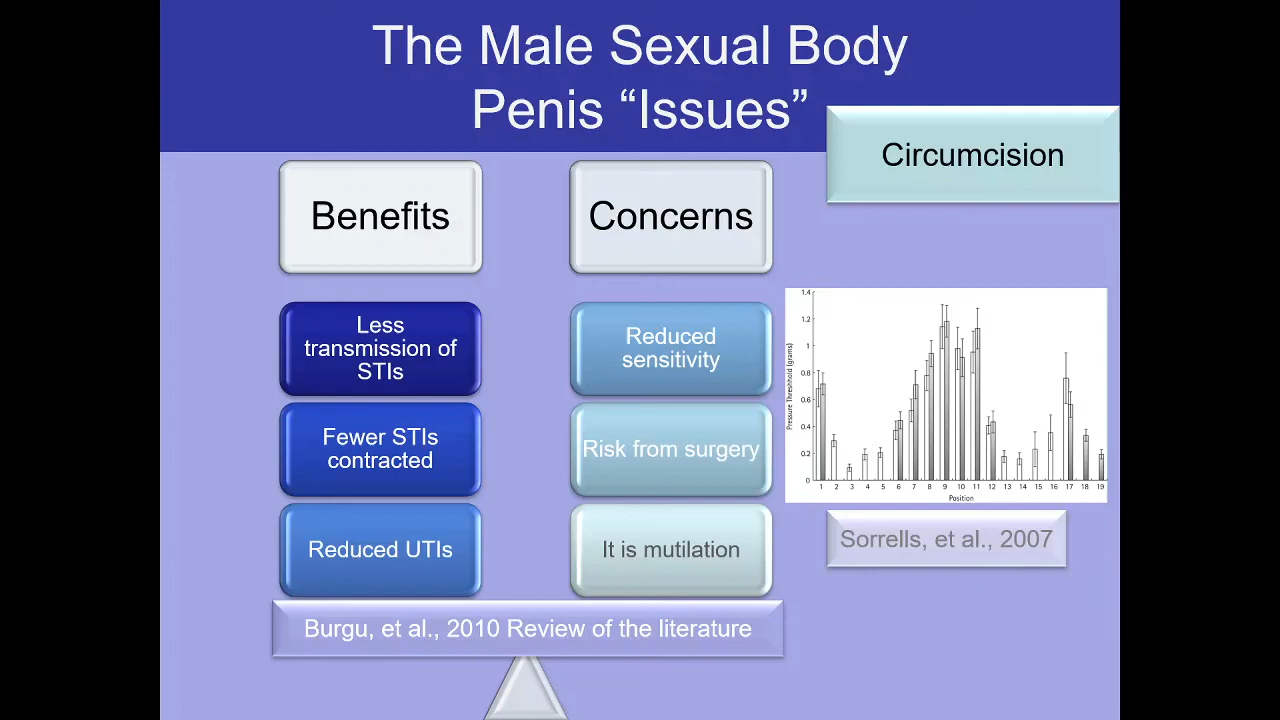 The Male Sexual Body
Penis “Issues”
Circumcision
Benefits
Concerns
Less
transmission of
STIs
Reduced
sensitivity
Fewer STIs
contracted
Risk from surgery
Reduced UTIs
It is mutilation
Burgu, et al., 2010 Review of the literature
1.4
1.2
1
0.8
0.6
0.4
0.2
0
Pressure Threshhold (grams)
1 2 3 4 5 6 7 8 9 10 11 12 13 14 15 16 17 18 19
Position
Sorrells, et al., 2007